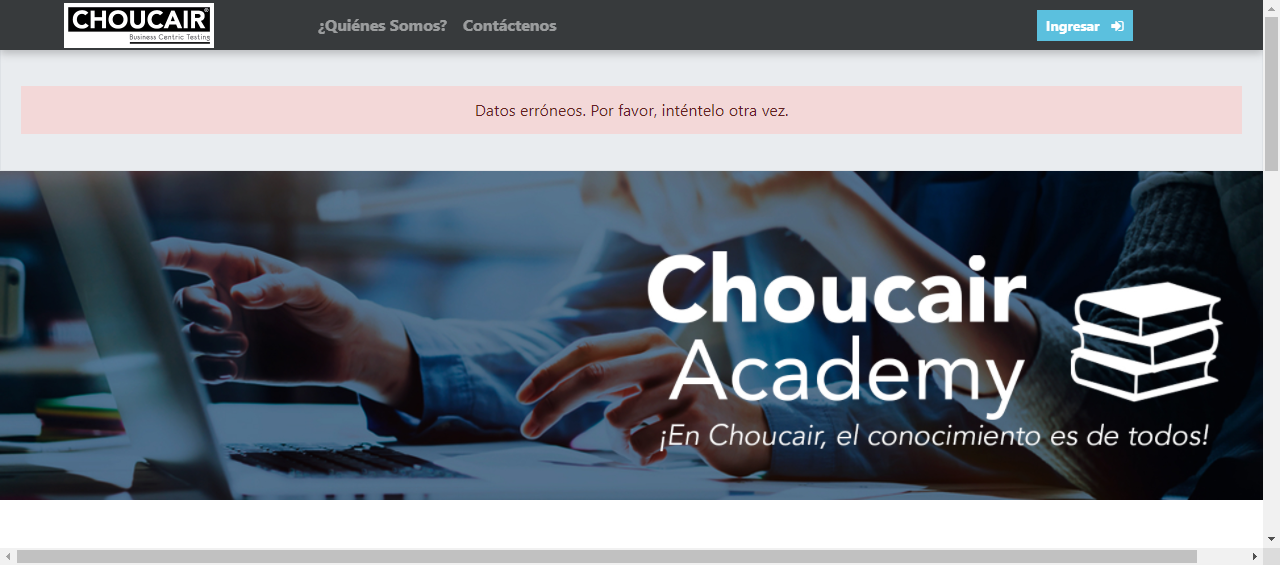 CHOUCAIR®
Business Centric Testing
¿Quiénes Somos? Contáctenos
Ingresar
Datos erróneos. Por favor, inténtelo otra vez.
Choucair
Academy
¡En Choucair, el conocimiento es de todos!